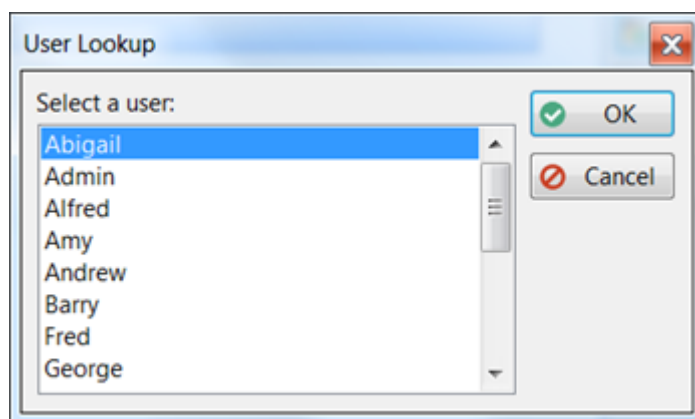 User Lookup
Select a user:
Abigail
Admin
Alfred
Amy
Andrew
Barry
Fred
George
OK
Cancel